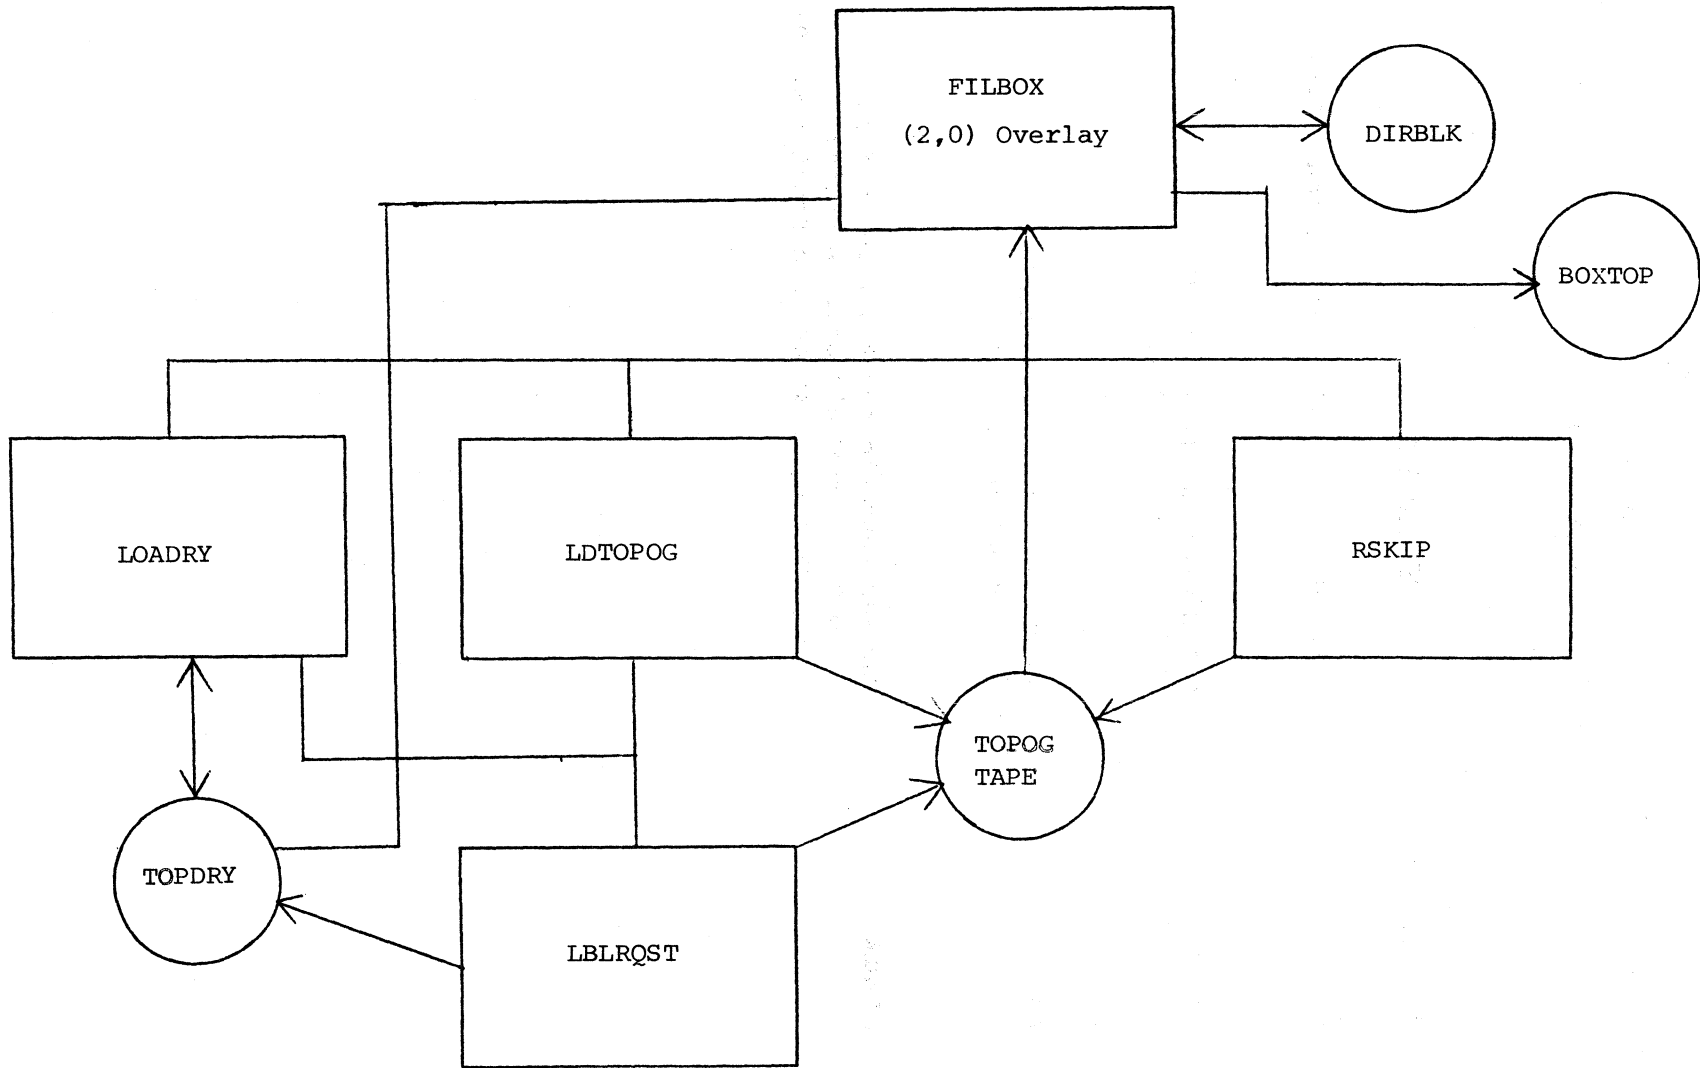 FILBOX
(2,0) Overlay
DIRBLK
BOXTOP
LOADRY
LDTOPOG
RSKIP
TOPOG
TAPE
TOPDRY
LBLRQST